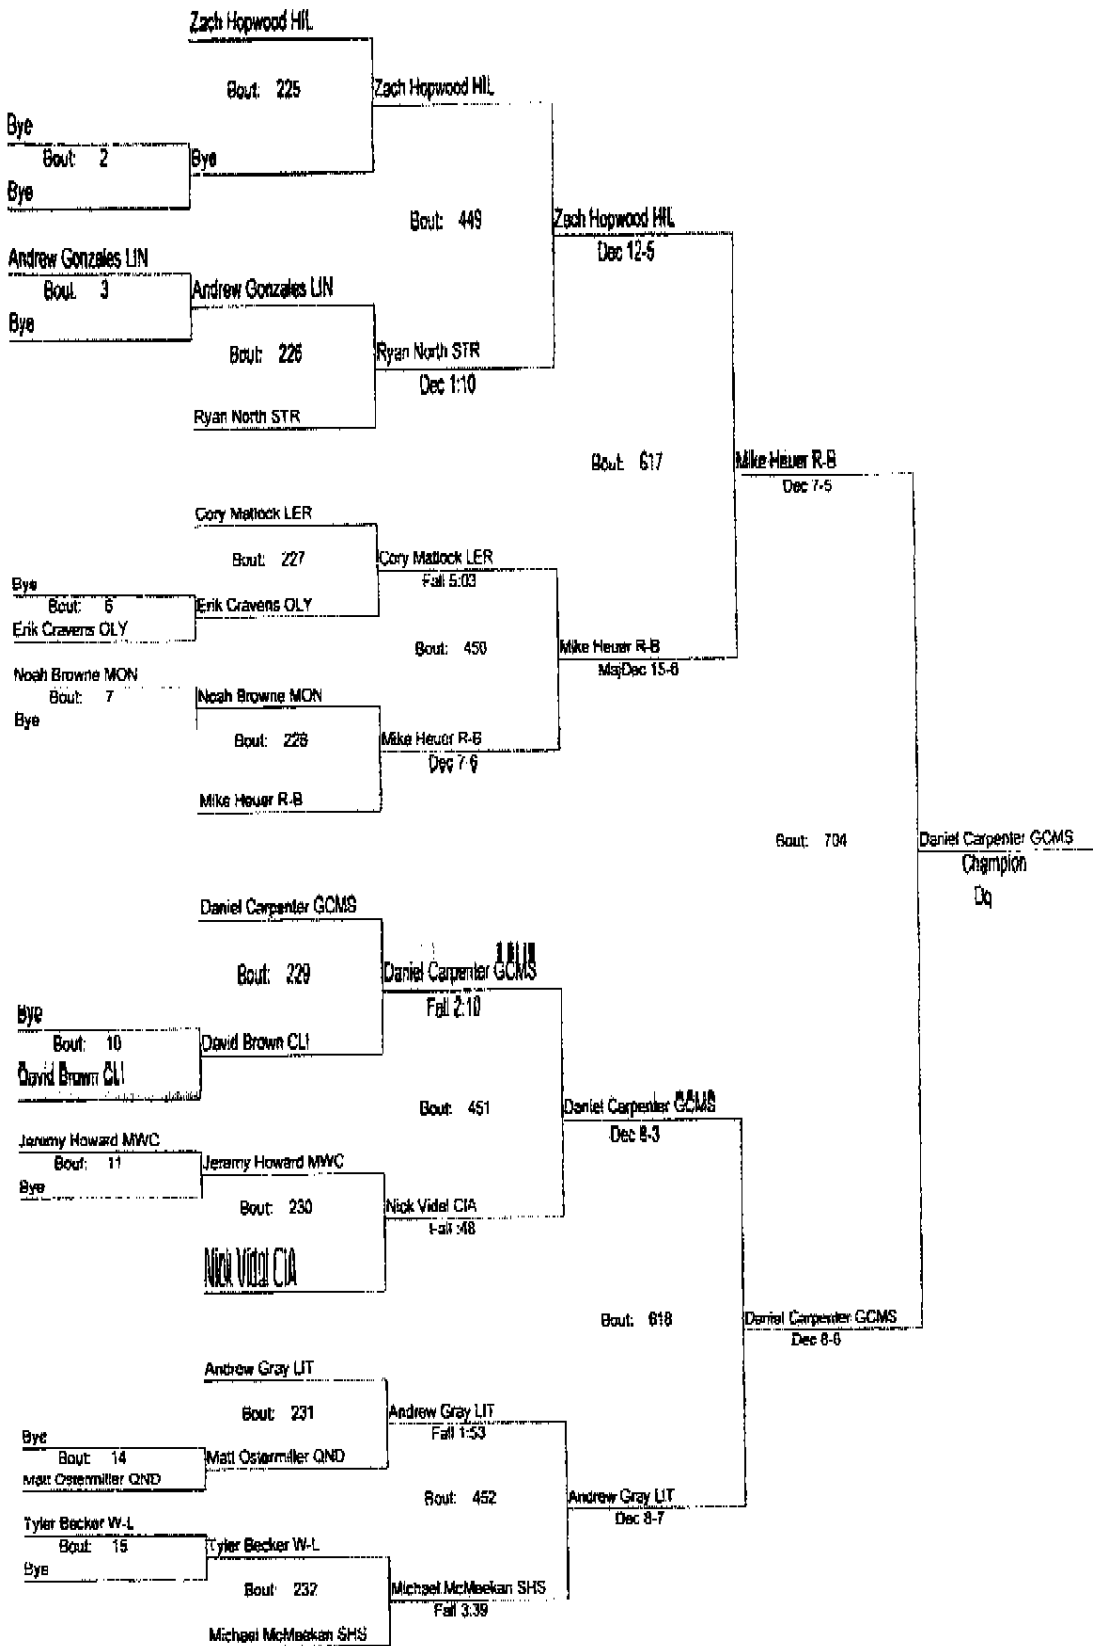 Zach Hopwood HIL
Bout: 225
Zach Hopwood HIL
Bye
Bout: 2
Bye
Bye
Bout: 449
Zach Hopwood HIL
Dec 12-5
Andrew Gonzales LIN
Bout: 3
Andrew Gonzales LIN
Bye
Bout: 226
Ryan North STR
Dec 1:10
Ryan North STR
Bout: 617
Mike Heuer R-B
Dec 7-5
Cory Matlock LER
Bout: 227
Cory Matlock LER
Fall 5:03
Bye
Bout: 6
Erik Cravens OLY
Erik Cravens OLY
Bout: 450
Mike Heuer R-B
MajDec 15-6
Noah Browne MON
Bout: 7
Noah Browne MON
Bye
Bout: 228
Mike Heuer R-B
Dec 7-6
Mike Heuer R-B
Bout: 704
Daniel Carpenter GCMS
Champion
Dq
Daniel Carpenter GCMS
Bout: 229
Daniel Carpenter GCMS
Fall 2:10
Bye
Bout: 10
David Brown CLI
David Brown CLI
Bout: 451
Daniel Carpenter GCMS
Dec 8-3
Jeramy Howard MWC
Bout: 11
Jeramy Howard MWC
Bye
Bout: 230
Nick Vidal CIA
Fall :48
Nick Vidal CIA
Bout: 618
Daniel Carpenter GCMS
Dec 8-6
Andrew Gray LIT
Bout: 231
Andrew Gray LIT
Fall 1:53
Bye
Bout: 14
Matt Ostermiller QND
Matt Ostermiller QND
Bout: 452
Andrew Gray LIT
Dec 8-7
Tyler Becker W-L
Bout: 15
Tyler Becker W-L
Bye
Bout: 232
Michael McMeekan SHS
Fall 3:39
Michael McMeekan SHS